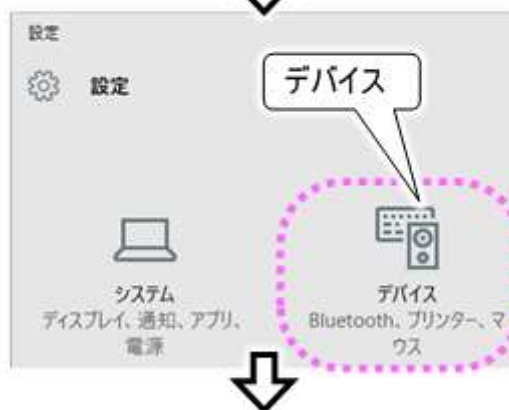 設定
設定
デバイス
システム
ディスプレイ、通知、アプリ、
電源
デバイス
Bluetooth、プリンター、マ
ウス